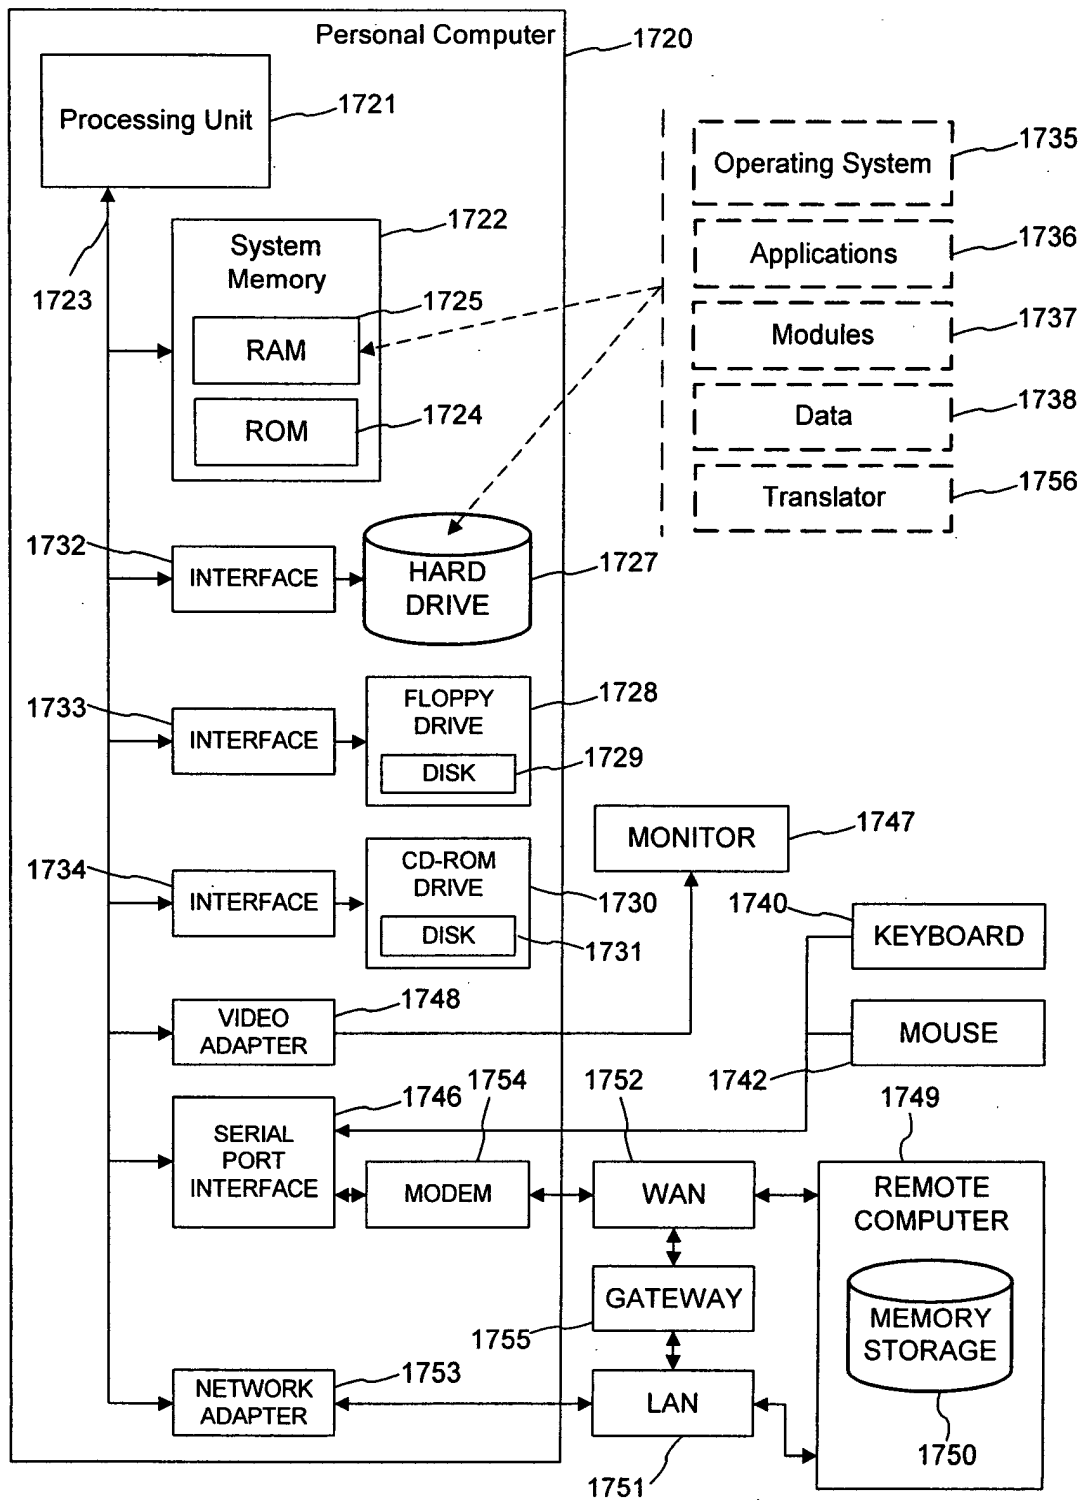 Personal Computer
1720
Processing Unit
1721
1723
System
Memory
1722
RAM
1725
ROM
1724
Operating System
1735
Applications
1736
Modules
1737
Data
1738
Translator
1756
1732
INTERFACE
HARD
DRIVE
1727
1733
INTERFACE
FLOPPY
DRIVE
1728
DISK
1729
1734
INTERFACE
CD-ROM
DRIVE
1730
DISK
1731
MONITOR
1747
1740
KEYBOARD
MOUSE
1742
VIDEO
ADAPTER
1748
SERIAL
PORT
INTERFACE
1746
1754
MODEM
1752
WAN
1749
REMOTE
COMPUTER
GATEWAY
1755
MEMORY
STORAGE
1750
NETWORK
ADAPTER
1753
LAN
1751